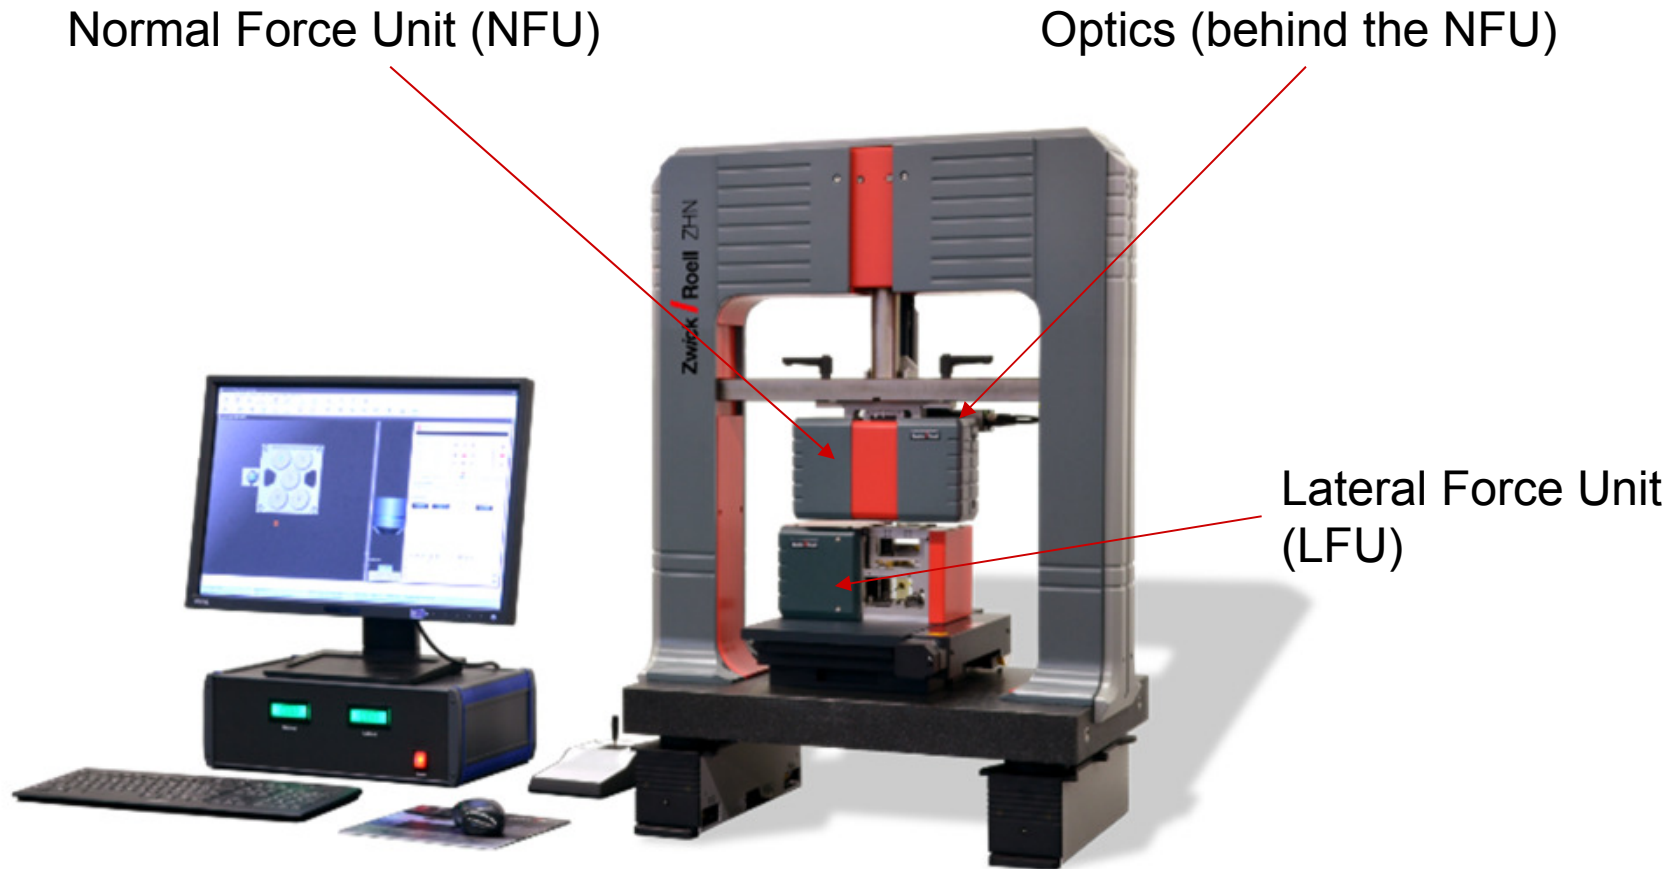 Normal Force Unit (NFU)
Optics (behind the NFU)
Zwick / Roell ZHN
Lateral Force Unit
(LFU)